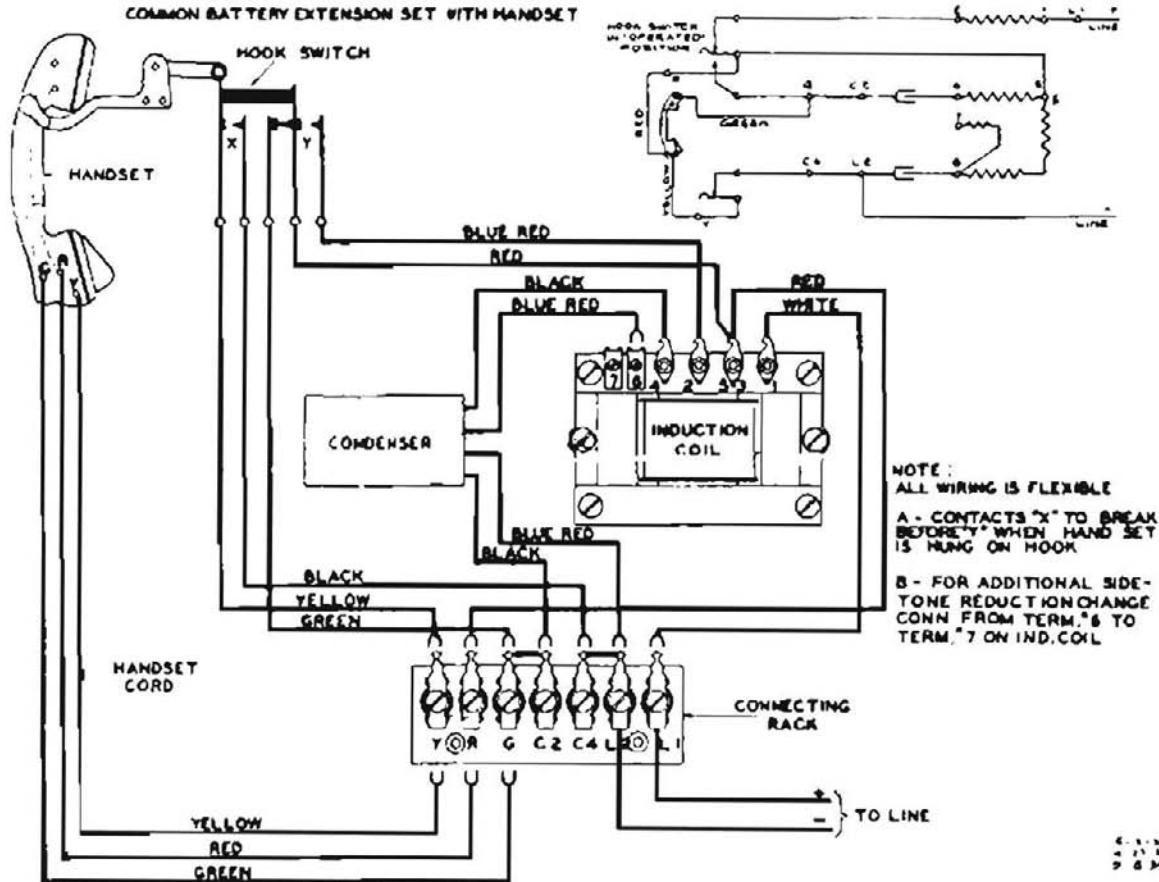 COMMON BATTERY EXTENSION SET WITH HANDSET
HOOK SWITCH
HOOK SWITCH
POSITION
LINE
RED
GREEN
YELLOW
C4
L2
LINE
X
Y
HANDSET
BLUE RED
RED
BLACK
BLUE RED
RED
WHITE
7
6
4
2
5
3
1
CONDENSER
INDUCTION
COIL
NOTE:
ALL WIRING IS FLEXIBLE
A - CONTACTS "X" TO BREAK
BEFORE "Y" WHEN HAND SET
IS HUNG ON HOOK
B - FOR ADDITIONAL SIDE-
TONE REDUCTION CHANGE
CONN FROM TERM. #6 TO
TERM. #7 ON IND. COIL
BLUE RED
BLACK
BLACK
YELLOW
GREEN
HANDSET
CORD
CONNECTING
RACK
Y R G C2 C4 L2 L1
+
-
TO LINE
G R Y
YELLOW
RED
GREEN